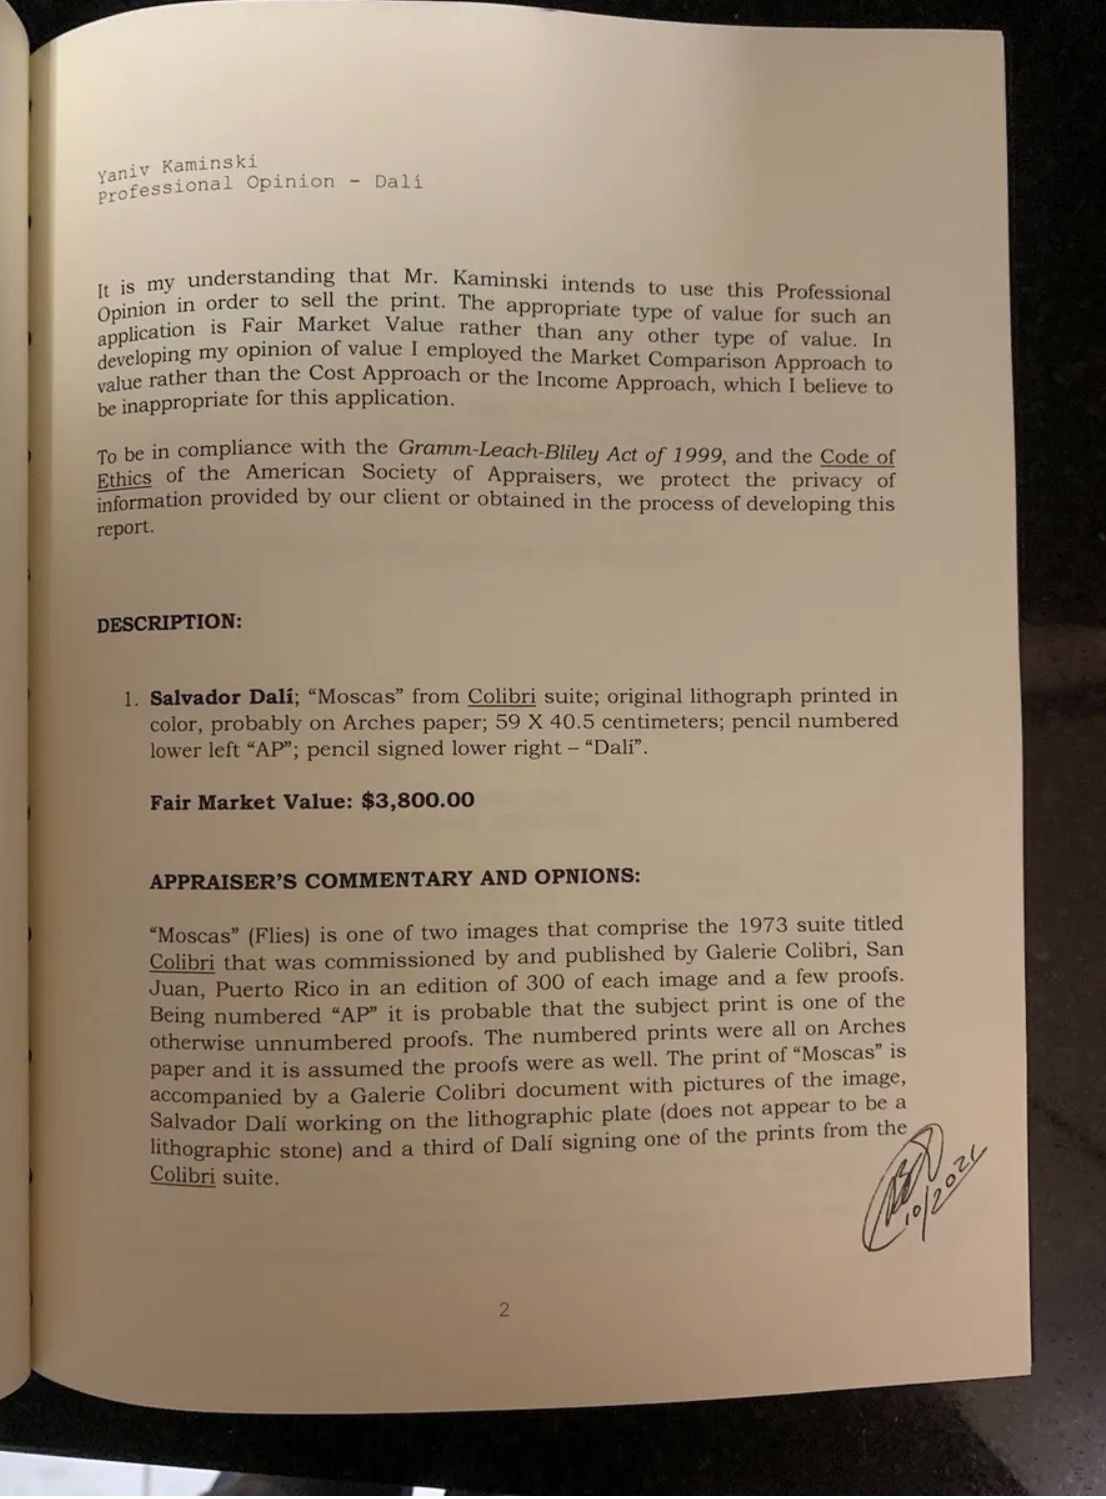 Yaniv Kaminski
Professional Opinion - Dalí
It is my understanding that Mr. Kaminski intends to use this Professional
Opinion in order to sell the print. The appropriate type of value for such an
application is Fair Market Value rather than any other type of value. In
developing my opinion of value I employed the Market Comparison Approach to
value rather than the Cost Approach or the Income Approach, which I believe to
be inappropriate for this application.
To be in compliance with the Gramm-Leach-Bliley Act of 1999, and the Code of
Ethics of the American Society of Appraisers, we protect the privacy of
information provided by our client or obtained in the process of developing this
report.
DESCRIPTION:
1. Salvador Dalí; “Moscas” from Colibri suite; original lithograph printed in
color, probably on Arches paper; 59 X 40.5 centimeters; pencil numbered
lower left “AP”; pencil signed lower right – “Dalí”.
Fair Market Value: $3,800.00
APPRAISER’S COMMENTARY AND OPNIONS:
“Moscas” (Flies) is one of two images that comprise the 1973 suite titled
Colibri that was commissioned by and published by Galerie Colibri, San
Juan, Puerto Rico in an edition of 300 of each image and a few proofs.
Being numbered “AP” it is probable that the subject print is one of the
otherwise unnumbered proofs. The numbered prints were all on Arches
paper and it is assumed the proofs were as well. The print of “Moscas” is
accompanied by a Galerie Colibri document with pictures of the image,
Salvador Dalí working on the lithographic plate (does not appear to be a
lithographic stone) and a third of Dalí signing one of the prints from the
Colibri suite.
10/2021
2